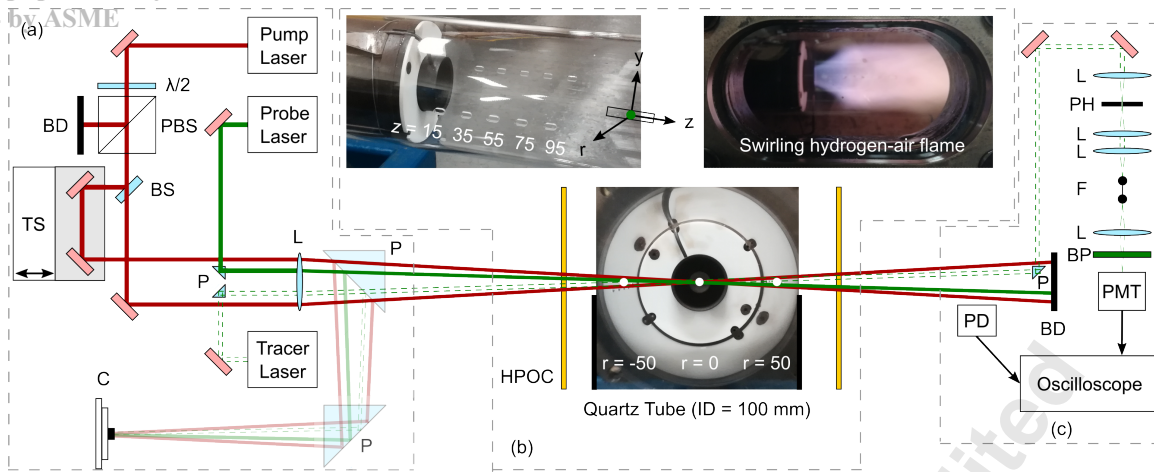 by ASME
(a)
Pump
Laser
λ/2
BD
PBS
Probe
Laser
BS
TS
L
P
P
Tracer
Laser
C
P
z = 15 35 55 75 95
y
z
r
Swirling hydrogen-air flame
HPOC
r = -50 r = 0 r = 50
Quartz Tube (ID = 100 mm)
(b)
L
PH
L
L
F
L
BP
PMT
P
PD
BD
Oscilloscope
(c)